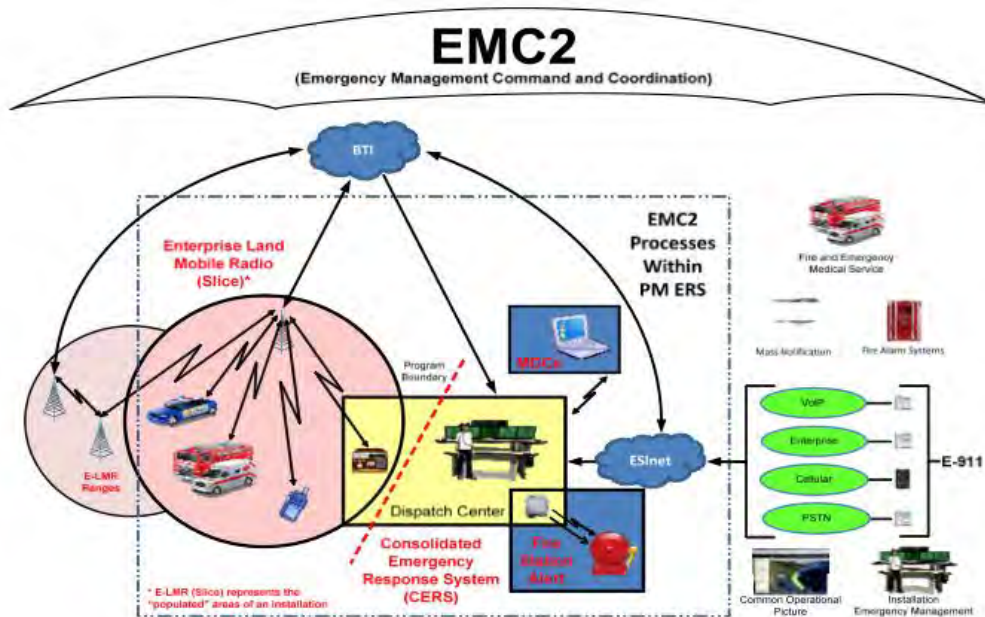 EMC2
(Emergency Management Command and Coordination)
BTI
EMC2
Processes
Within
PM ERS
Enterprise Land
Mobile Radio
(Slice)*
Fire and Emergency
Medical Service
Mass Notification
Fire Alarm Systems
MDCs
Program
Boundary
VoIP
Enterprise
Cellular
PSTN
E-911
ESInet
E-LMR
Ranges
Dispatch Center
Fire
Station
Alert
Consolidated
Emergency
Response System
(CERS)
* E-LMR (Slice) represents the
"populated" areas of an installation
Common Operational
Picture
Installation
Emergency Management